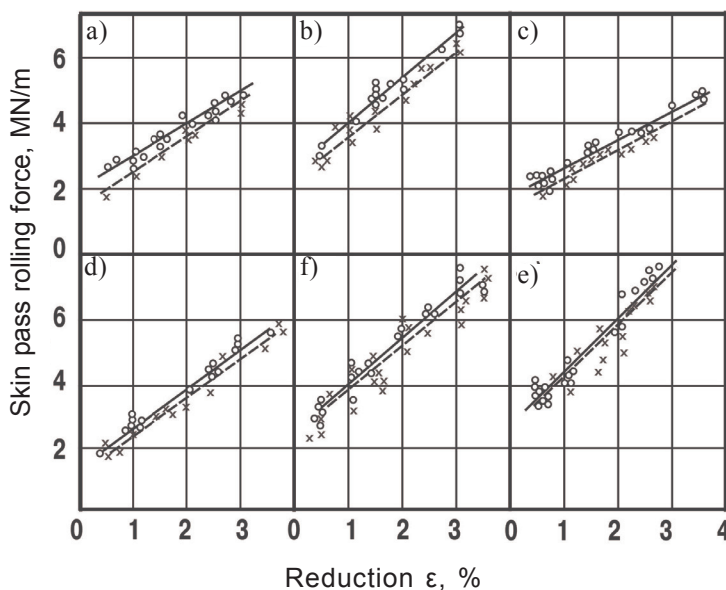 a) b) c)
6
4
2
0
d) f) e)
6
4
2
0
0 1 2 3 0 1 2 3 0 1 2 3 4
Skin pass rolling force, MN/m
Reduction ε, %